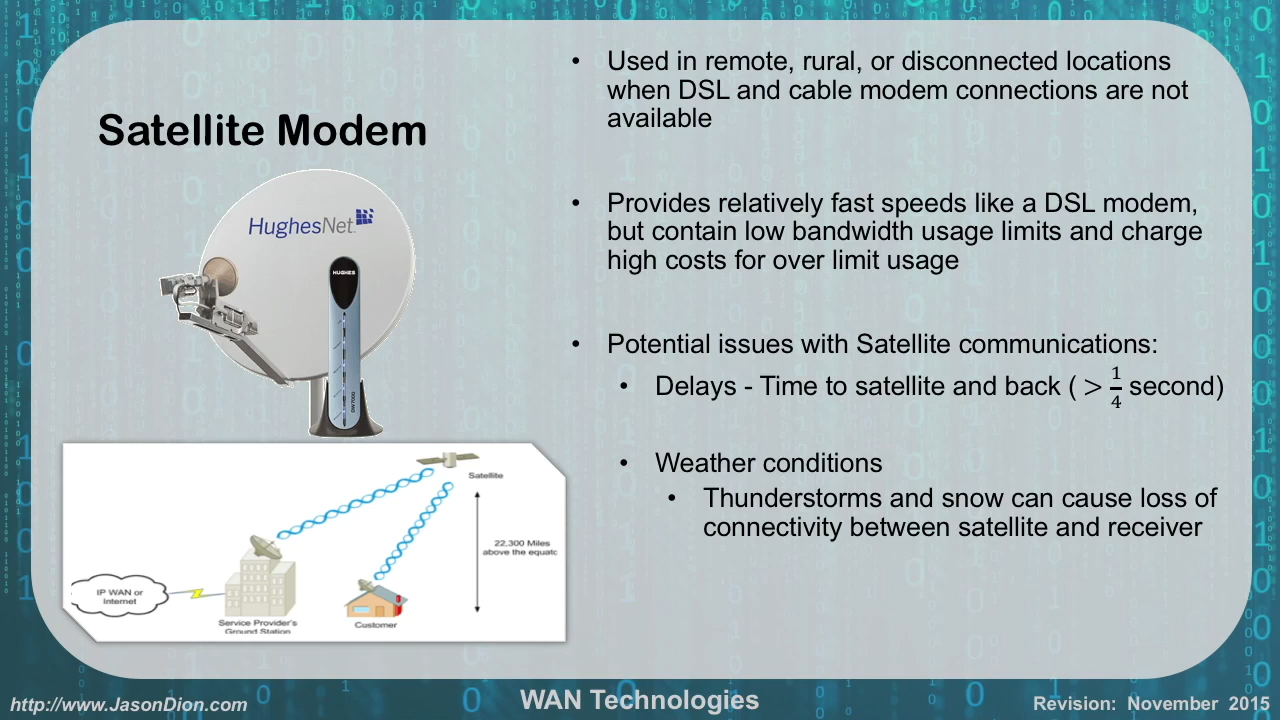 Satellite Modem
HughesNet
HUGHES
DW7000
Satellite
22,300 Miles
above the equatc
IP WAN or
Internet
Service Provider's
Ground Station
Customer
• Used in remote, rural, or disconnected locations
when DSL and cable modem connections are not
available
• Provides relatively fast speeds like a DSL modem,
but contain low bandwidth usage limits and charge
high costs for over limit usage
• Potential issues with Satellite communications:
• Delays - Time to satellite and back ( > 1/4 second)
• Weather conditions
• Thunderstorms and snow can cause loss of
connectivity between satellite and receiver
http://www.JasonDion.com
WAN Technologies
Revision: November 2015